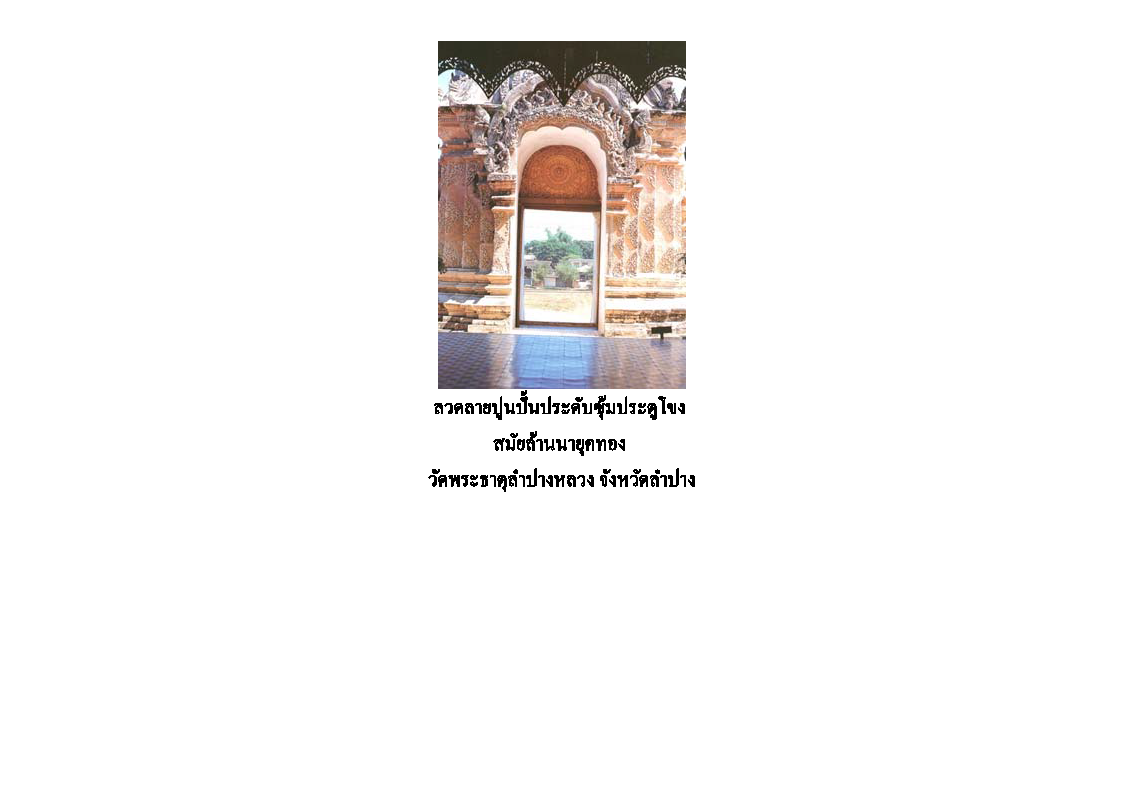 ลวดลายปูนปั้นประดับซุ้มประตูโขง
สมัยล้านนายุคทอง
วัดพระธาตุลำปางหลวง จังหวัดลำปาง